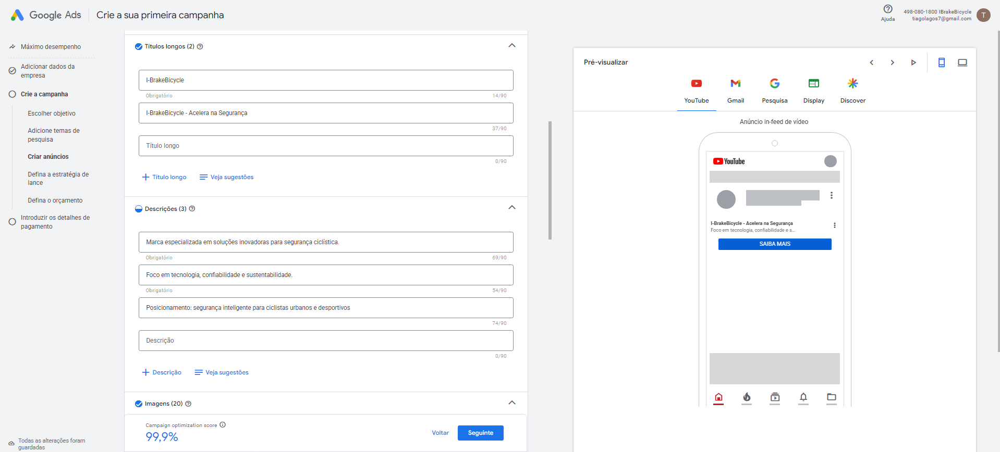 Google Ads
Crie a sua primeira campanha
Ajuda
498-080-1800 IBrakeBicycle
tiagolagos7@gmail.com
T
Máximo desempenho
Adicionar dados da
empresa
Crie a campanha
Escolher objetivo
Adicione temas de
pesquisa
Criar anúncios
Defina a estratégia de
lance
Defina o orçamento
Introduzir os detalhes de
pagamento
Todas as alterações foram
guardadas
Títulos longos (2)
I-BrakeBicycle
Obrigatório
14/90
I-BrakeBicycle - Acelera na Segurança
37/90
Título longo
0/90
Título longo
Veja sugestões
Descrições (3)
Marca especializada em soluções inovadoras para segurança ciclística.
Obrigatório
69/90
Foco em tecnologia, confiabilidade e sustentabilidade.
Obrigatório
54/90
Posicionamento: segurança inteligente para ciclistas urbanos e desportivos
74/90
Descrição
0/90
Descrição
Veja sugestões
Imagens (20)
Campaign optimization score
99,9%
Voltar
Seguinte
Pré-visualizar
YouTube
Gmail
Pesquisa
Display
Discover
Anúncio in-feed de vídeo
YouTube
I-BrakeBicycle - Acelera na Segurança
Foco em tecnologia, confiabilidade e s...
SAIBA MAIS